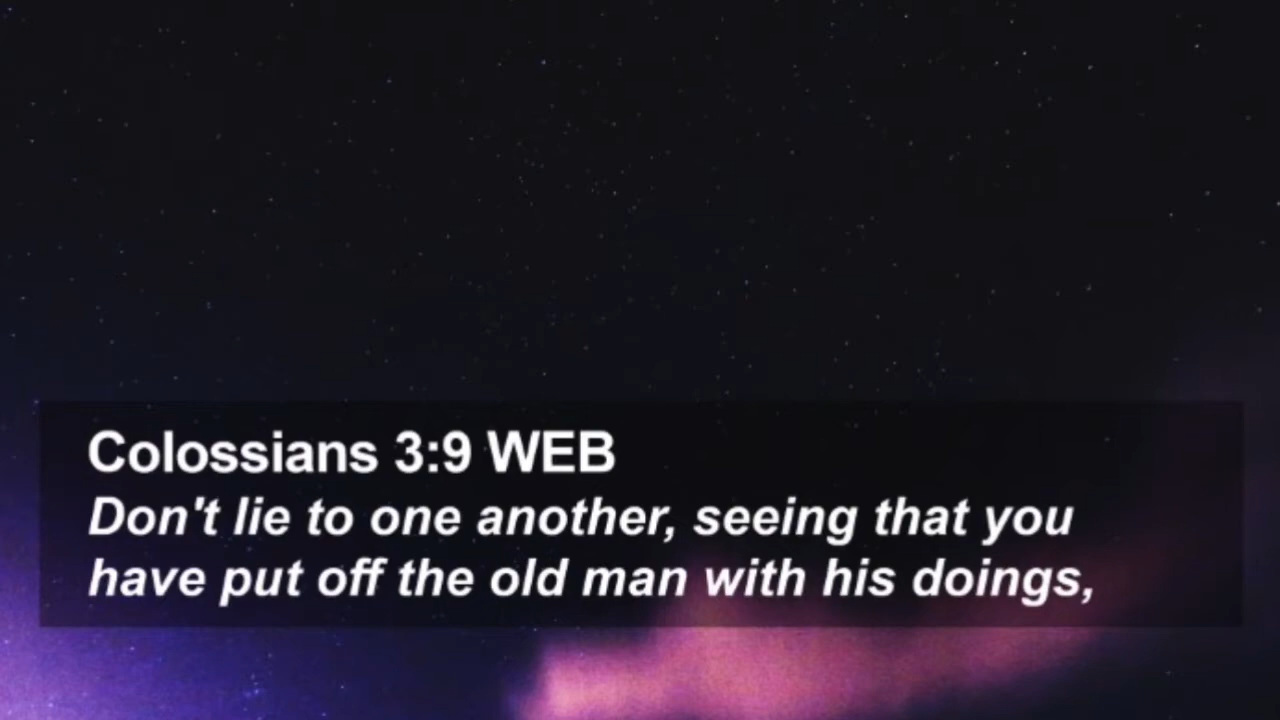 Colossians 3:9 WEB
Don't lie to one another, seeing that you
have put off the old man with his doings,